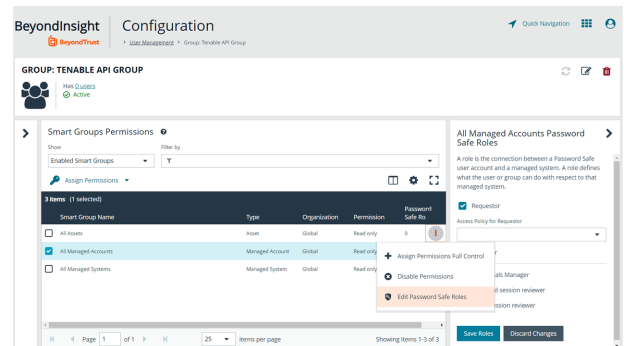 BeyondInsight
BeyondTrust
Configuration
User Management
Group: Tenable API Group
Quick Navigation
GROUP: TENABLE API GROUP
Has 0 users
Active
Smart Groups Permissions
Show
Filter by
Enabled Smart Groups
Assign Permissions
3 items (1 selected)
Smart Group Name Type Organization Permission Password
Safe Ro
All Assets Asset Global Read only 0
All Managed Accounts Managed Account Global Read only
All Managed Systems Managed System Global Read only
Assign Permissions Full Control
Disable Permissions
Edit Password Safe Roles
Page 1 of 1 25 items per page Showing items 1-3 of 3
All Managed Accounts Password
Safe Roles
A role is the connection between a Password Safe
user account and a managed system. A role defines
what the user or group can do with respect to that
managed system.
Requestor
Access Policy for Requestor
als Manager
d session reviewer
ession reviewer
Save Roles Discard Changes